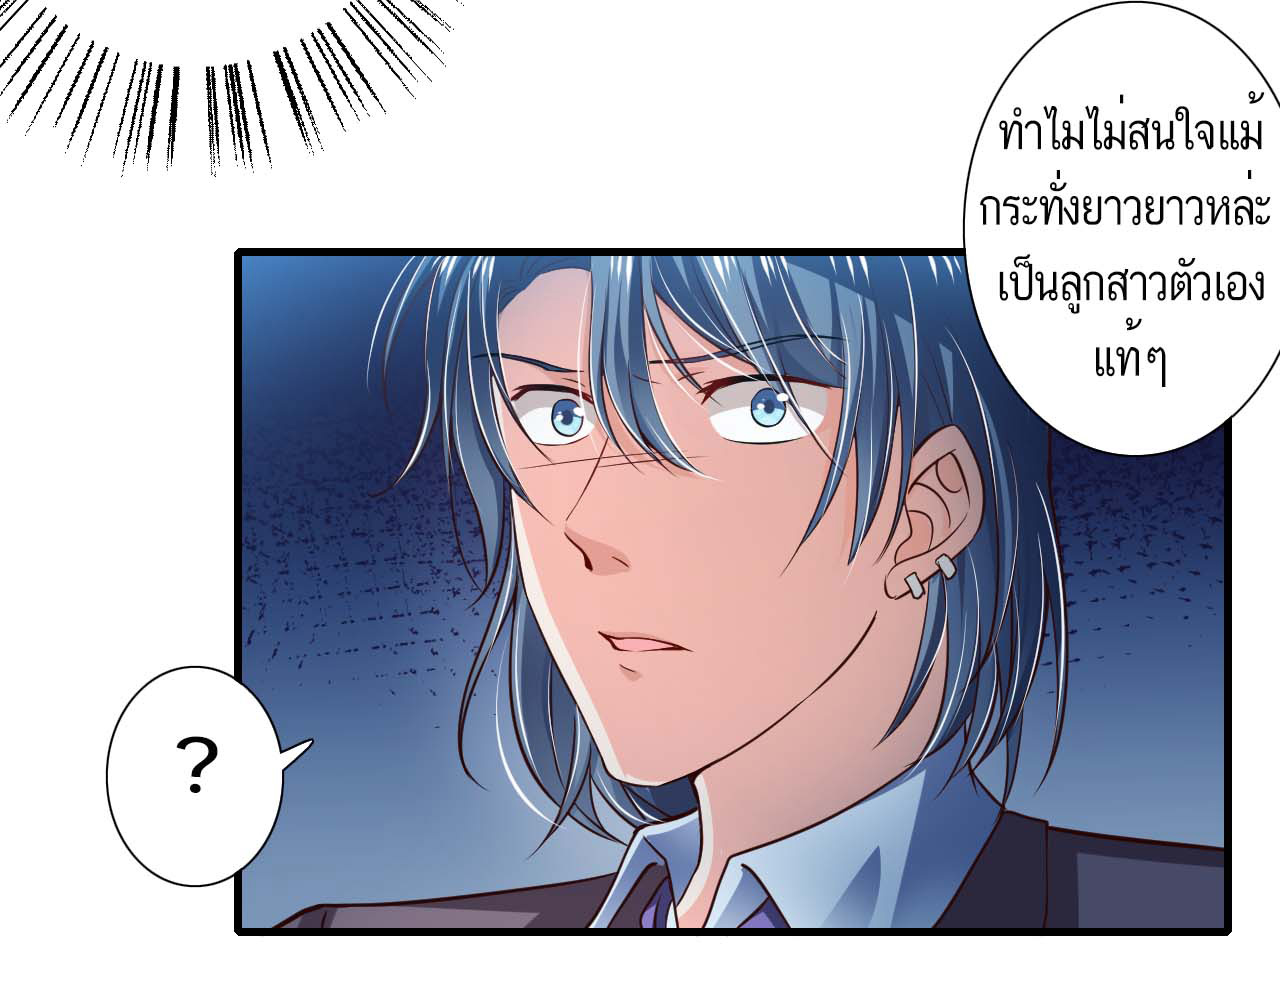 ทำไมไม่สนใจแม้
กระทั่งยาวยาวหล่ะ
เป็นลูกสาวตัวเอง
แท้ๆ
?